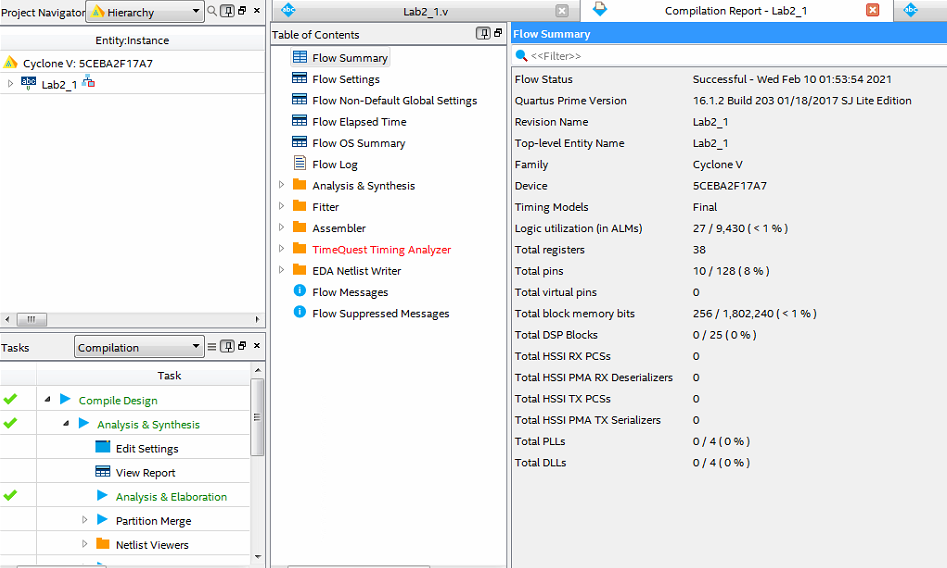 Project Navigator
Hierarchy
Entity:Instance
Cyclone V: 5CEBA2F17A7
abc
Lab2_1
Tasks
Compilation
Task
Compile Design
Analysis & Synthesis
Edit Settings
View Report
Analysis & Elaboration
Partition Merge
Netlist Viewers
abc
Lab2_1.v
Compilation Report - Lab2_1
abc
Table of Contents
Flow Summary
Flow Settings
Flow Non-Default Global Settings
Flow Elapsed Time
Flow OS Summary
Flow Log
Analysis & Synthesis
Fitter
Assembler
TimeQuest Timing Analyzer
EDA Netlist Writer
Flow Messages
Flow Suppressed Messages
Flow Summary
<<Filter>>
Flow Status Successful - Wed Feb 10 01:53:54 2021
Quartus Prime Version 16.1.2 Build 203 01/18/2017 SJ Lite Edition
Revision Name Lab2_1
Top-level Entity Name Lab2_1
Family Cyclone V
Device 5CEBA2F17A7
Timing Models Final
Logic utilization (in ALMs) 27 / 9,430 ( < 1 % )
Total registers 38
Total pins 10 / 128 ( 8 % )
Total virtual pins 0
Total block memory bits 256 / 1,802,240 ( < 1 % )
Total DSP Blocks 0 / 25 ( 0 % )
Total HSSI RX PCSs 0
Total HSSI PMA RX Deserializers 0
Total HSSI TX PCSs 0
Total HSSI PMA TX Serializers 0
Total PLLs 0 / 4 ( 0 % )
Total DLLs 0 / 4 ( 0 % )